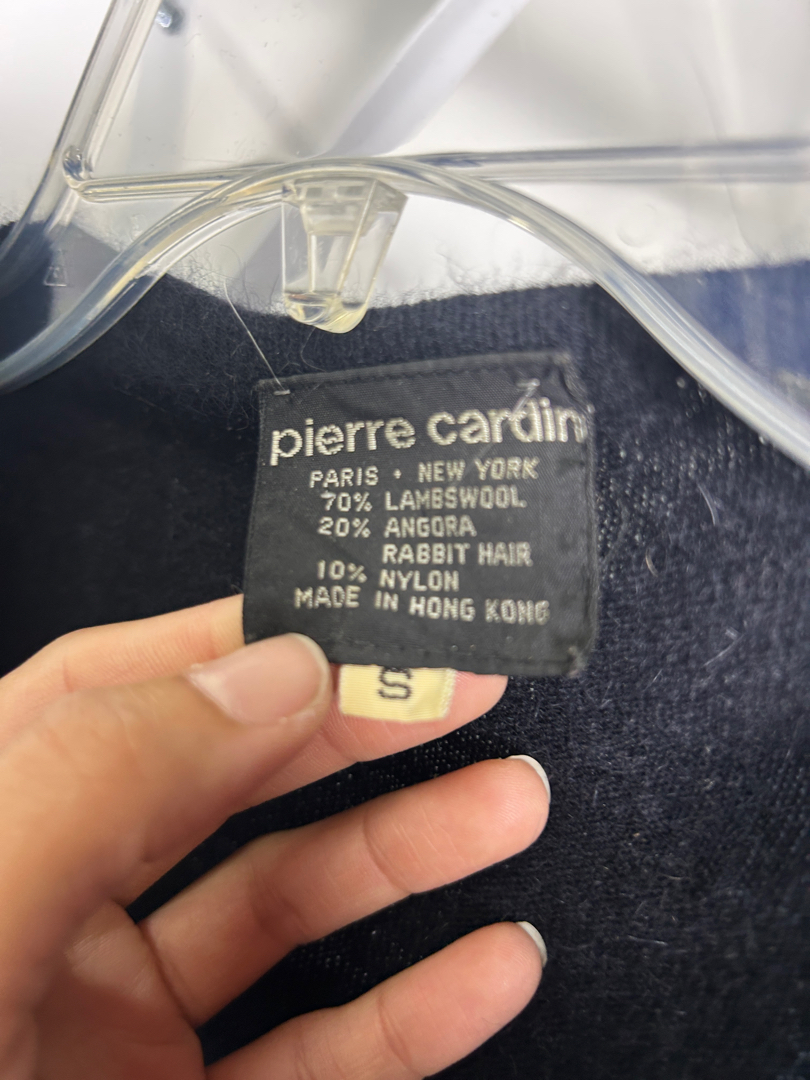 pierre cardin
PARIS · NEW YORK
70% LAMBSWOOL
20% ANGORA
RABBIT HAIR
10% NYLON
MADE IN HONG KONG
S